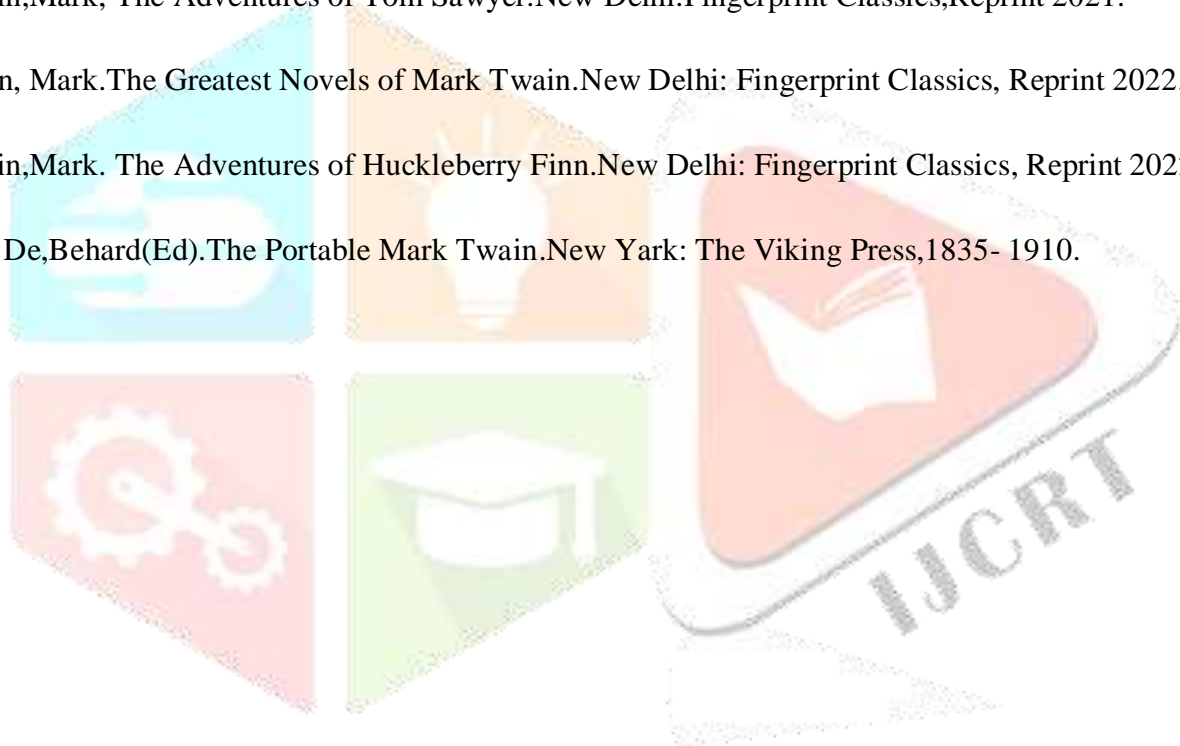 in,Mark, The Adventures of Tom Sawyer.New Delhi:Fingerprint Classics,Reprint 2021.
n, Mark.The Greatest Novels of Mark Twain.New Delhi: Fingerprint Classics, Reprint 2022.
in,Mark. The Adventures of Huckleberry Finn.New Delhi: Fingerprint Classics, Reprint 202
De,Behard(Ed).The Portable Mark Twain.New Yark: The Viking Press,1835- 1910.
IJCRT